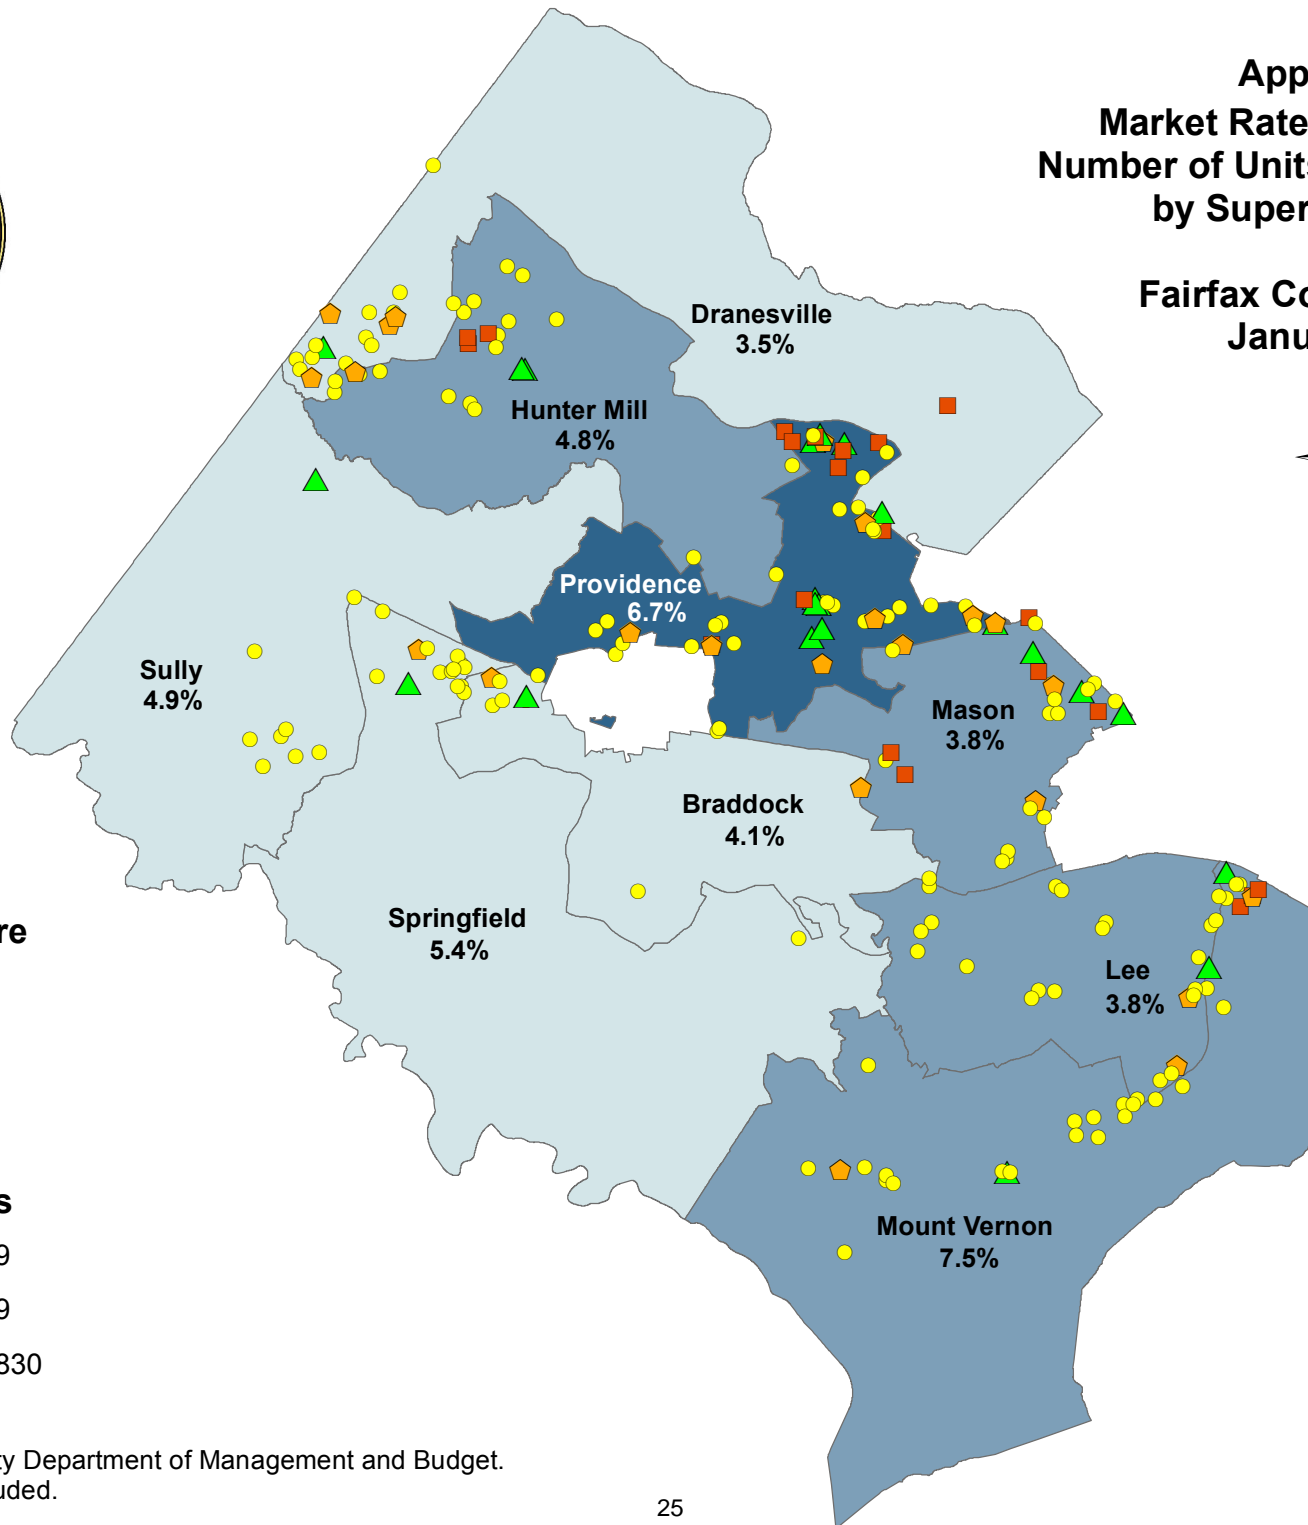 App
Market Rate
Number of Units
by Super
Fairfax Co
Janu
Dranesville
3.5%
Hunter Mill
4.8%
Providence
6.7%
Sully
4.9%
Mason
3.8%
Braddock
4.1%
Springfield
5.4%
re
Lee
3.8%
s
9
Mount Vernon
7.5%
9
830
ty Department of Management and Budget.
uded.
25